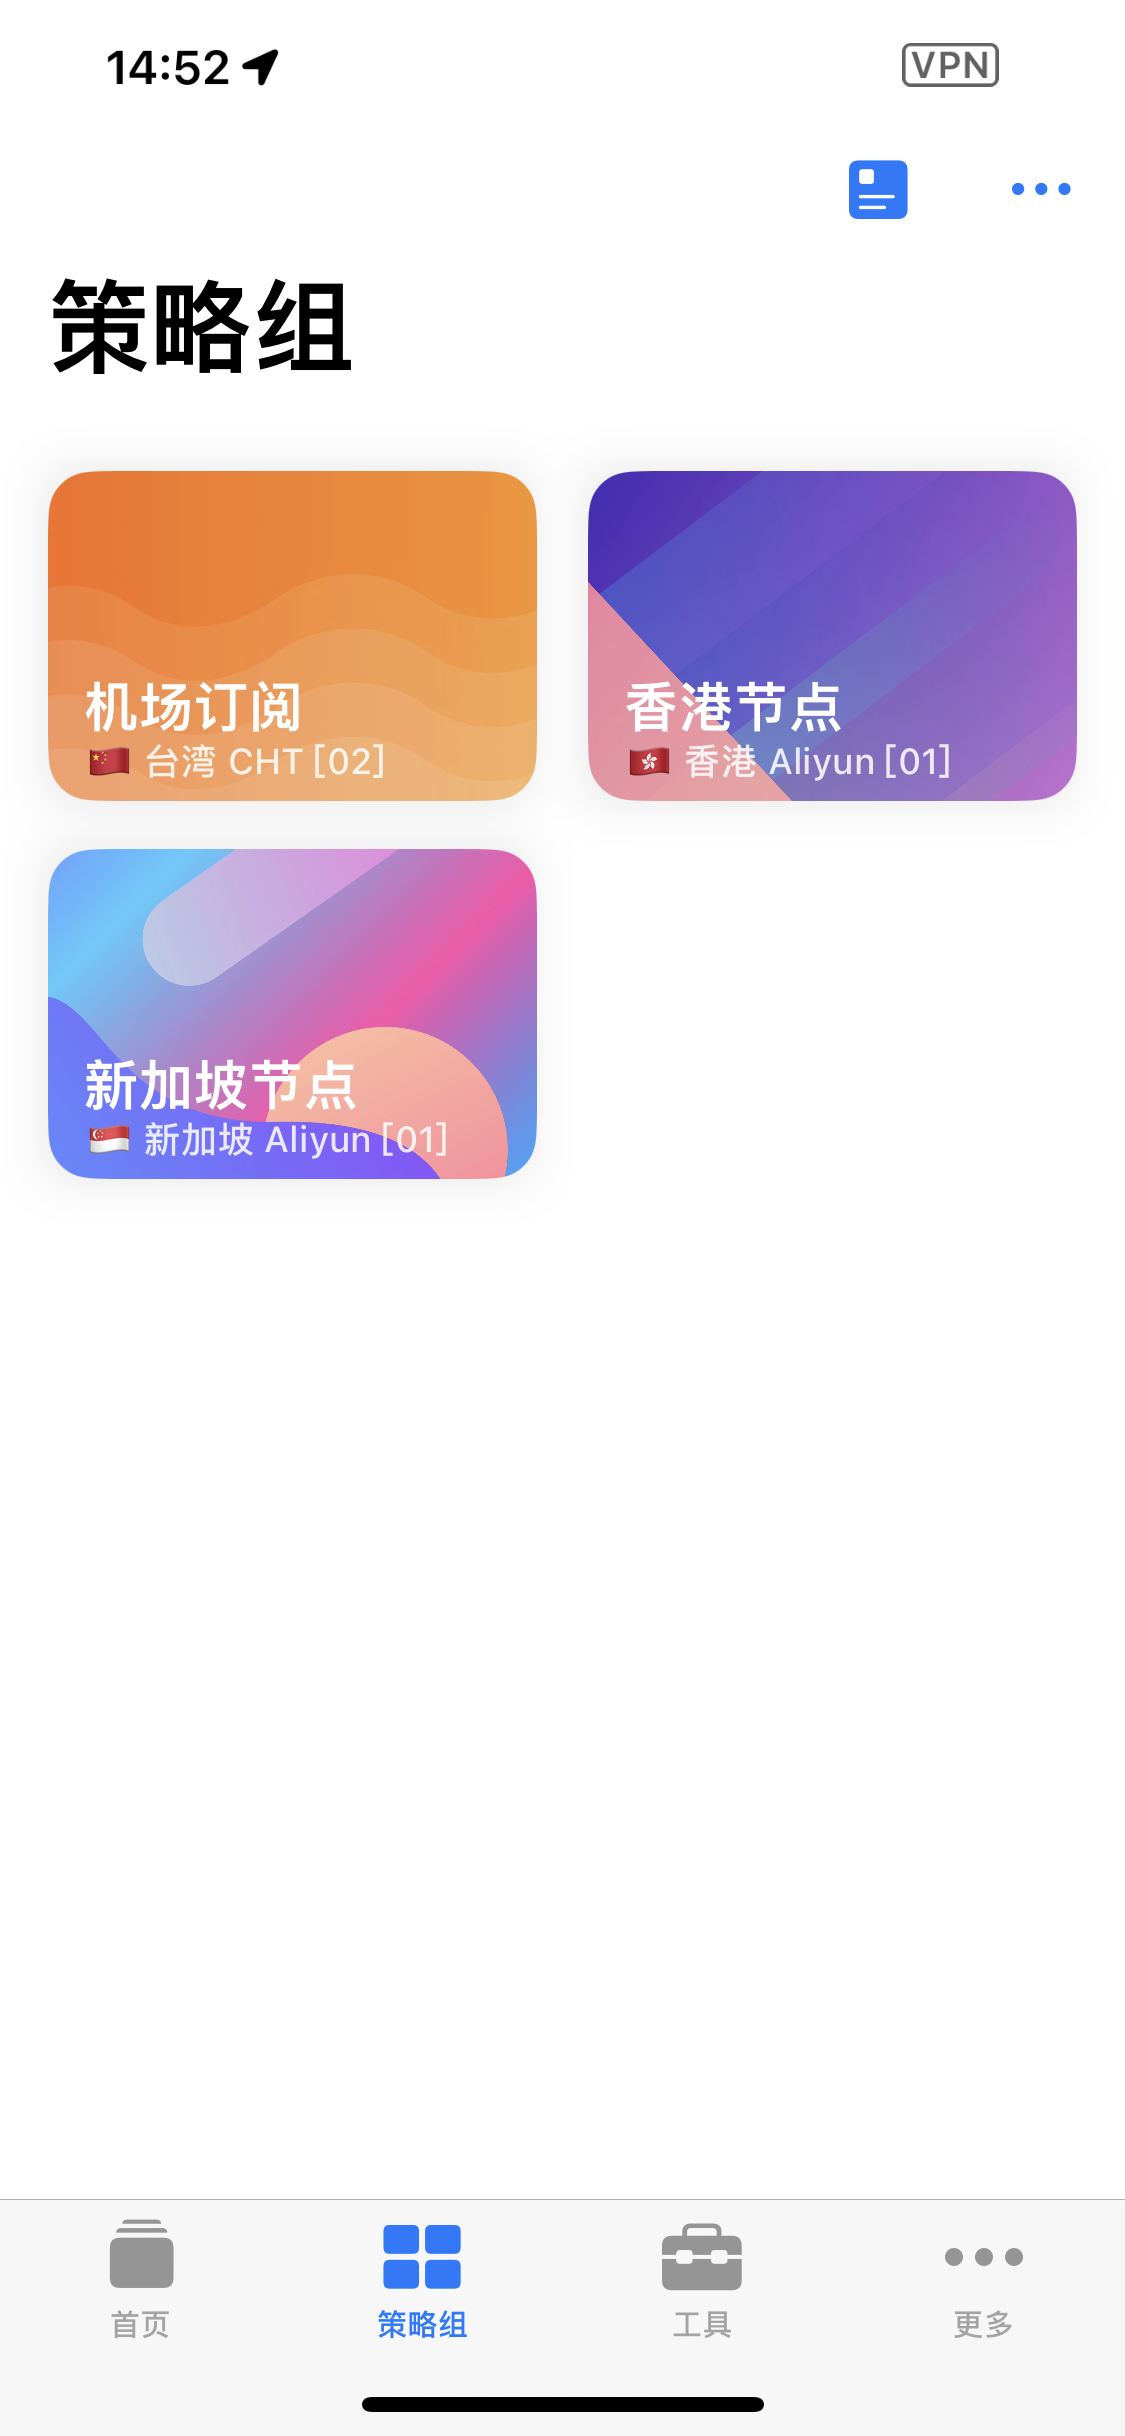 14:52
VPN
策略组
机场订阅
🇨🇳 台湾 CHT [02]
香港节点
🇭🇰 香港 Aliyun [01]
新加坡节点
🇸🇬 新加坡 Aliyun [01]
首页
策略组
工具
更多